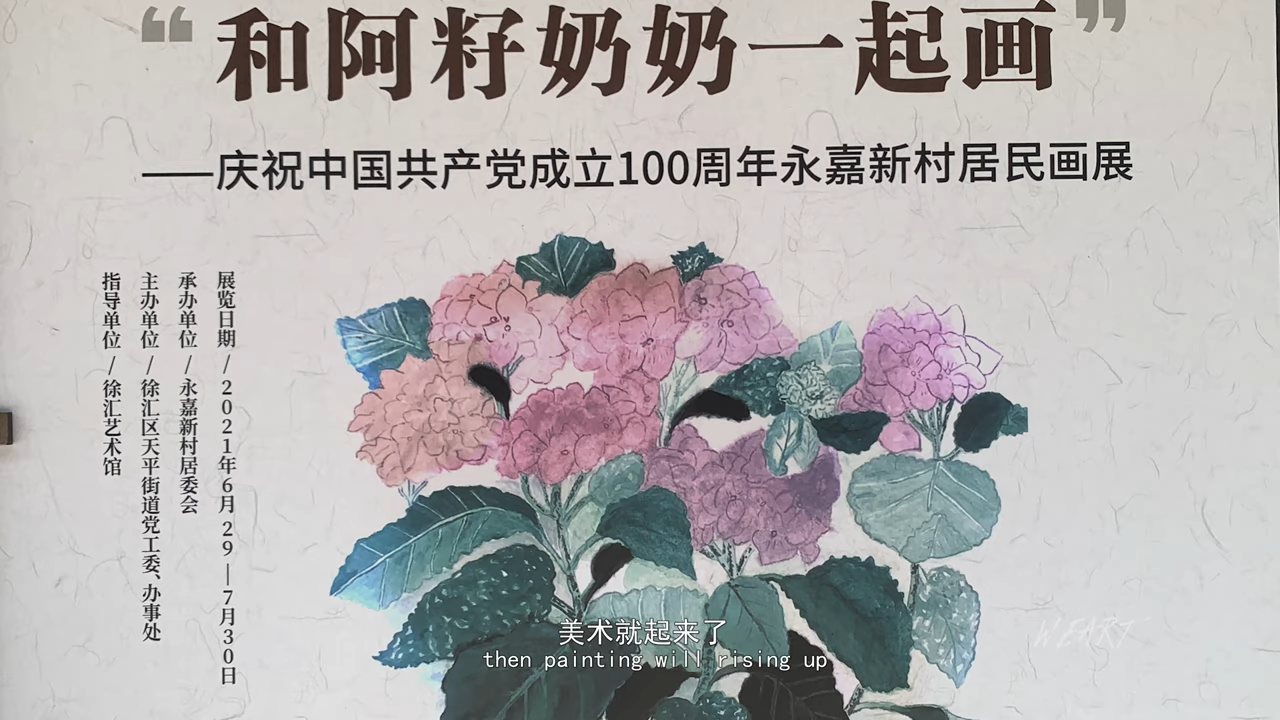 “和阿籽奶奶一起画”
——庆祝中国共产党成立100周年永嘉新村居民画展
展览日期 / 2021年6月29—7月30日
承办单位 / 永嘉新村居委会
主办单位 / 徐汇区天平街道党工委、办事处
指导单位 / 徐汇艺术馆
美术就起来了
then painting will rising up